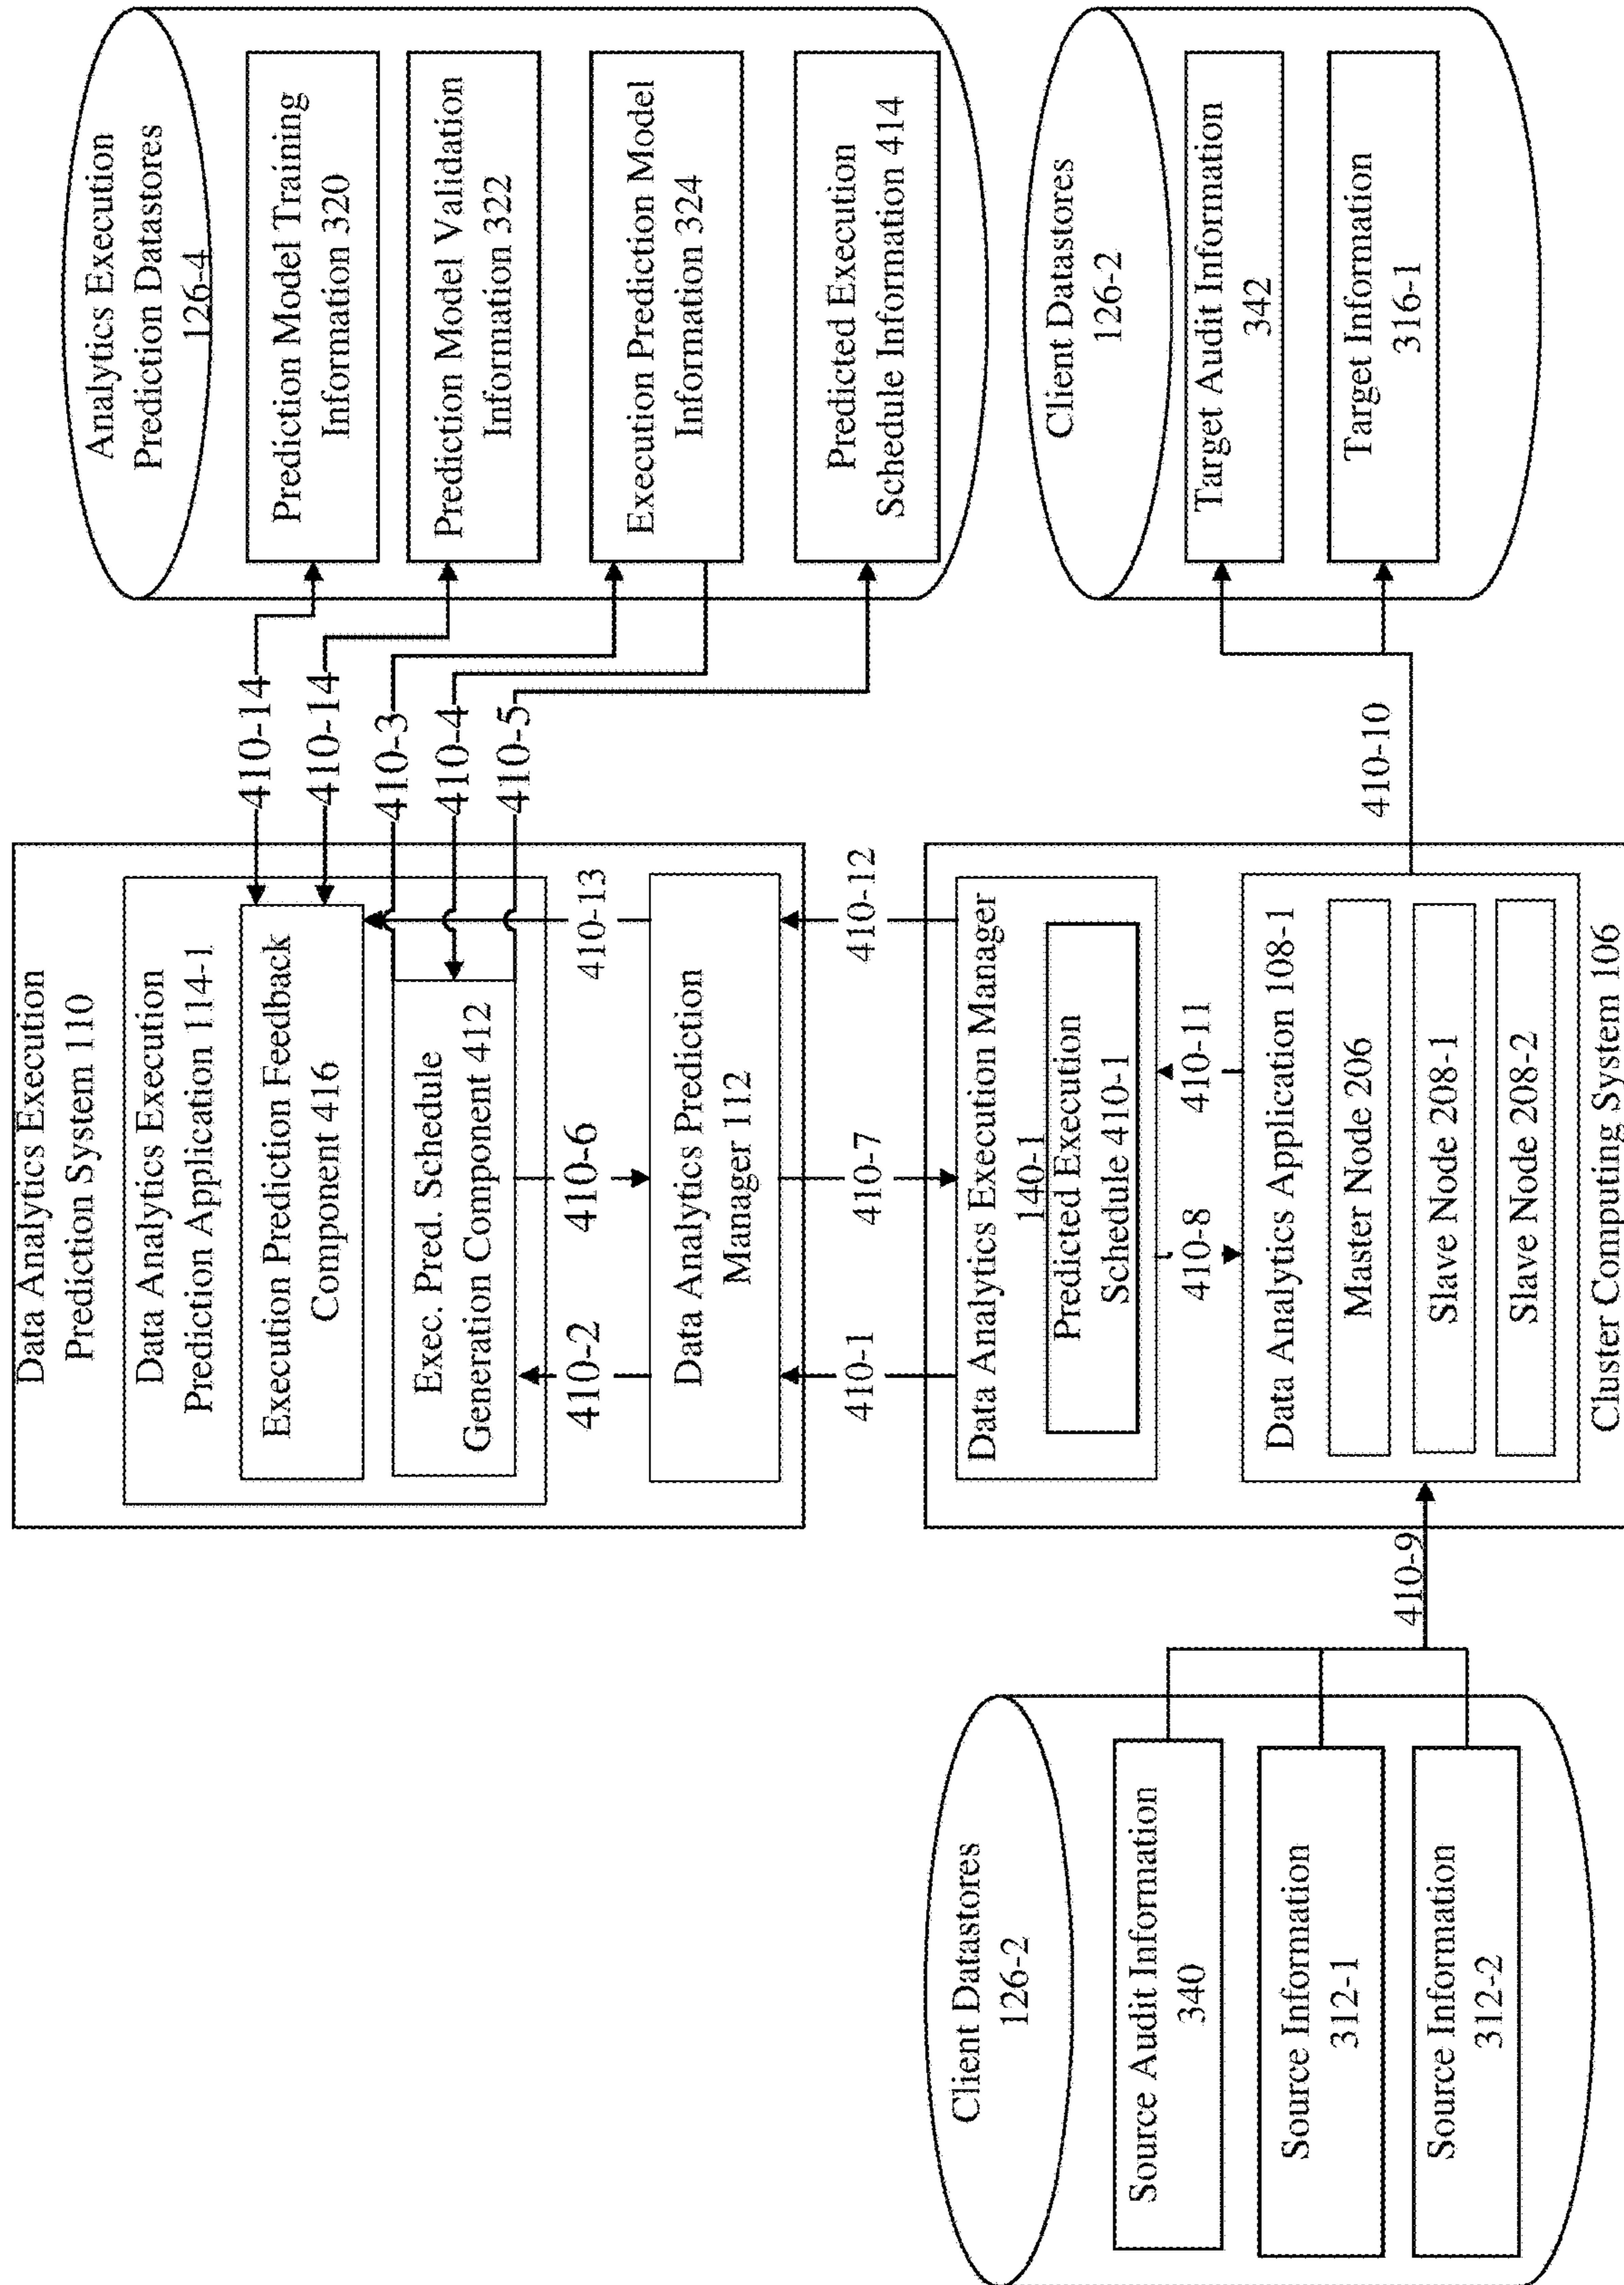 Data Analytics Execution
Prediction System 110
Data Analytics Execution
Prediction Application 114-1
Execution Prediction Feedback
Component 416
Exec. Pred. Schedule
Generation Component 412
410-2
410-6
410-13
Data Analytics Prediction
Manager 112
410-1
410-7
410-12
Data Analytics Execution Manager
140-1
Predicted Execution
Schedule 410-1
410-8
410-11
Data Analytics Application 108-1
Master Node 206
Slave Node 208-1
Slave Node 208-2
Cluster Computing System 106
410-14
410-14
410-3
410-4
410-5
Analytics Execution
Prediction Datastores
126-4
Prediction Model Training
Information 320
Prediction Model Validation
Information 322
Execution Prediction Model
Information 324
Predicted Execution
Schedule Information 414
410-10
Client Datastores
126-2
Target Audit Information
342
Target Information
316-1
Client Datastores
126-2
Source Audit Information
340
Source Information
312-1
Source Information
312-2
410-9